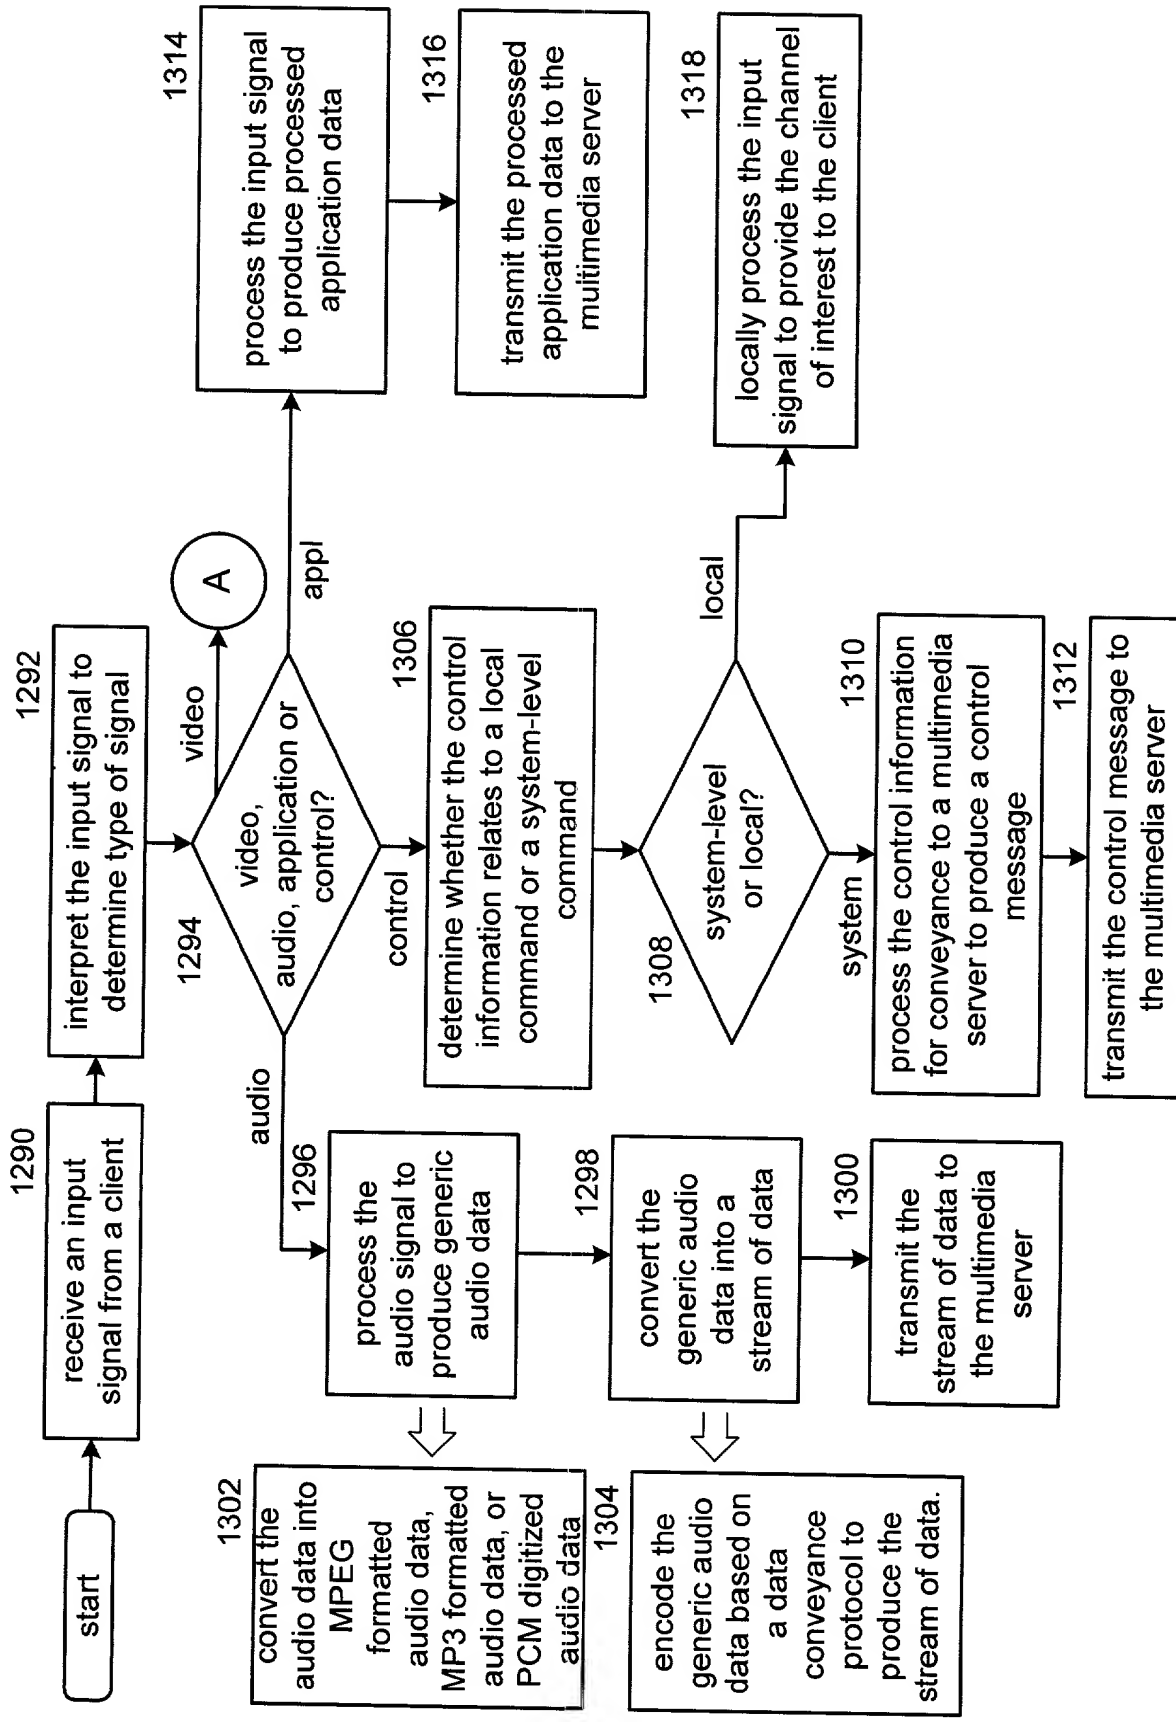 start
1290
receive an input
signal from a client
1292
interpret the input signal to
determine type of signal
1294
video,
audio, application or
control?
video
A
appl
1314
process the input signal
to produce processed
application data
1316
transmit the processed
application data to the
multimedia server
audio
1296
process the
audio signal to
produce generic
audio data
1298
convert the
generic audio
data into a
stream of data
1300
transmit the
stream of data to
the multimedia
server
1302
convert the
audio data into
MPEG
formatted
audio data,
MP3 formatted
audio data, or
PCM digitized
audio data
1304
encode the
generic audio
data based on
a data
conveyance
protocol to
produce the
stream of data.
control
1306
determine whether the control
information relates to a local
command or a system-level
command
1308
system-level
or local?
local
1318
locally process the input
signal to provide the channel
of interest to the client
system
1310
process the control information
for conveyance to a multimedia
server to produce a control
message
1312
transmit the control message to
the multimedia server